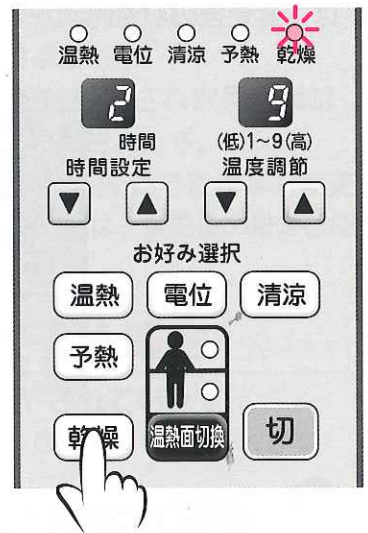 温熱 電位 清涼 予熱 乾燥
2 9
時間 (低)1~9(高)
時間設定 温度調節
▼ ▲ ▼ ▲
お好み選択
温熱 電位 清涼
予熱
乾燥 温熱面切換 切